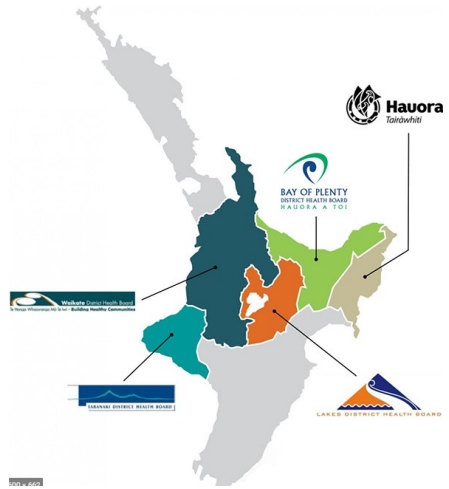 Hauora
Tairāwhiti
BAY OF PLENTY
DISTRICT HEALTH BOARD
HAUORA A TOI
Waikato District Health Board
Building Healthy Communities
TARANAKI DISTRICT HEALTH BOARD
LAKES DISTRICT HEALTH BOARD